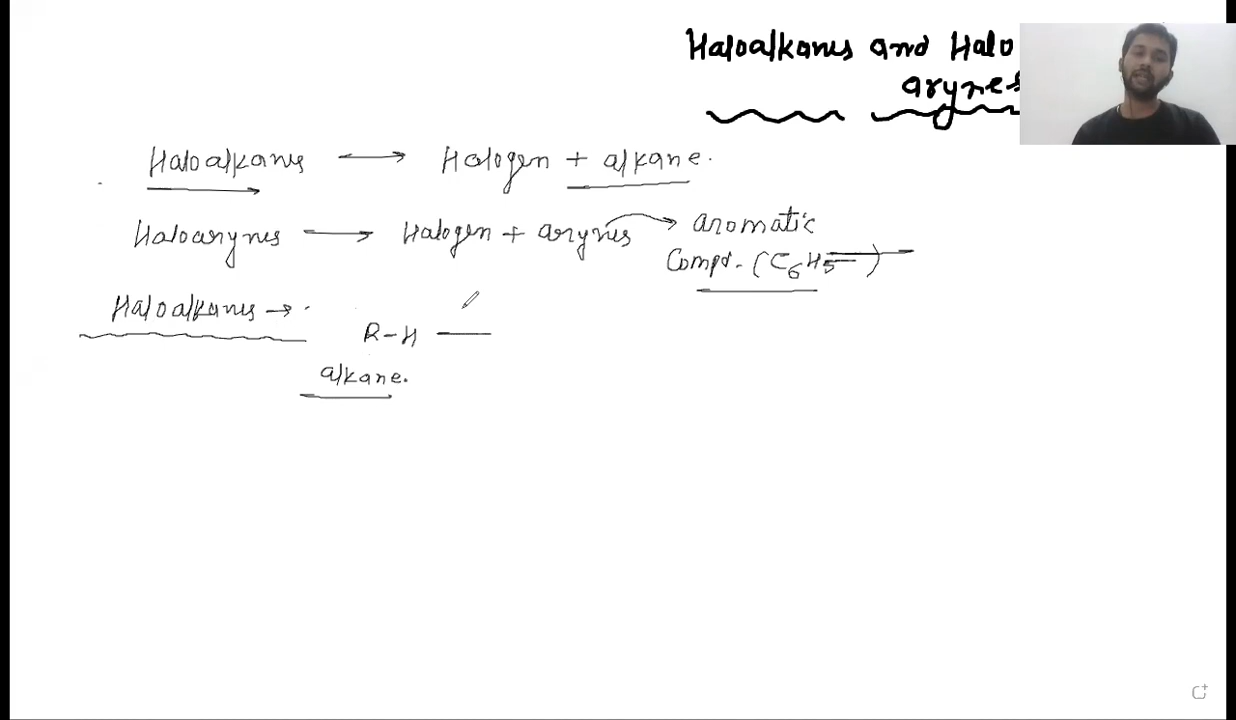 Haloalkanes and Halo
arynes
Haloalkanes → Halogen + alkane.
Haloarynes → Halogen + arynes → aromatic
Compd. (C6H5—)
Haloalkanes →
R-H —
alkane.